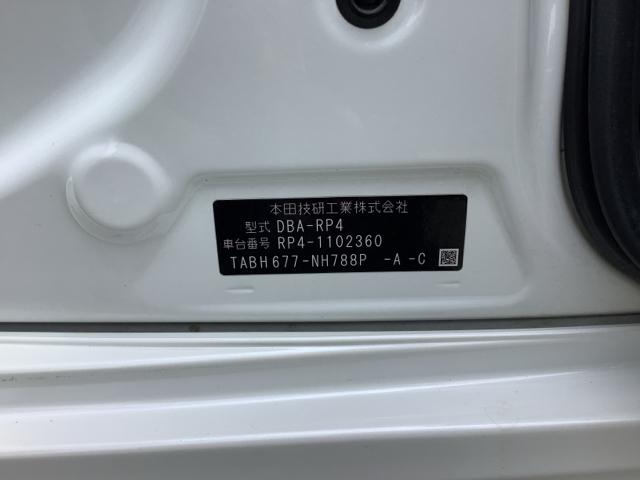 本田技研工業株式会社
型式 DBA-RP4
車台番号 RP4-1102360
TABH677-NH788P -A -C